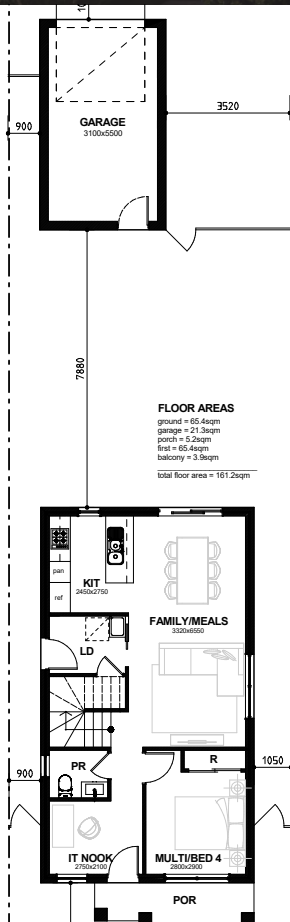 10
GARAGE
3100x5500
3520
900
7880
FLOOR AREAS
ground = 65.4sqm
garage = 21.3sqm
porch = 5.2sqm
first = 65.4sqm
balcony = 3.9sqm
total floor area = 161.2sqm
KIT
2450x2750
pan
ref
FAMILY/MEALS
3320x6550
LD
PR
R
900
1050
IT NOOK
2750x2100
MULTI/BED 4
2800x2900
POR